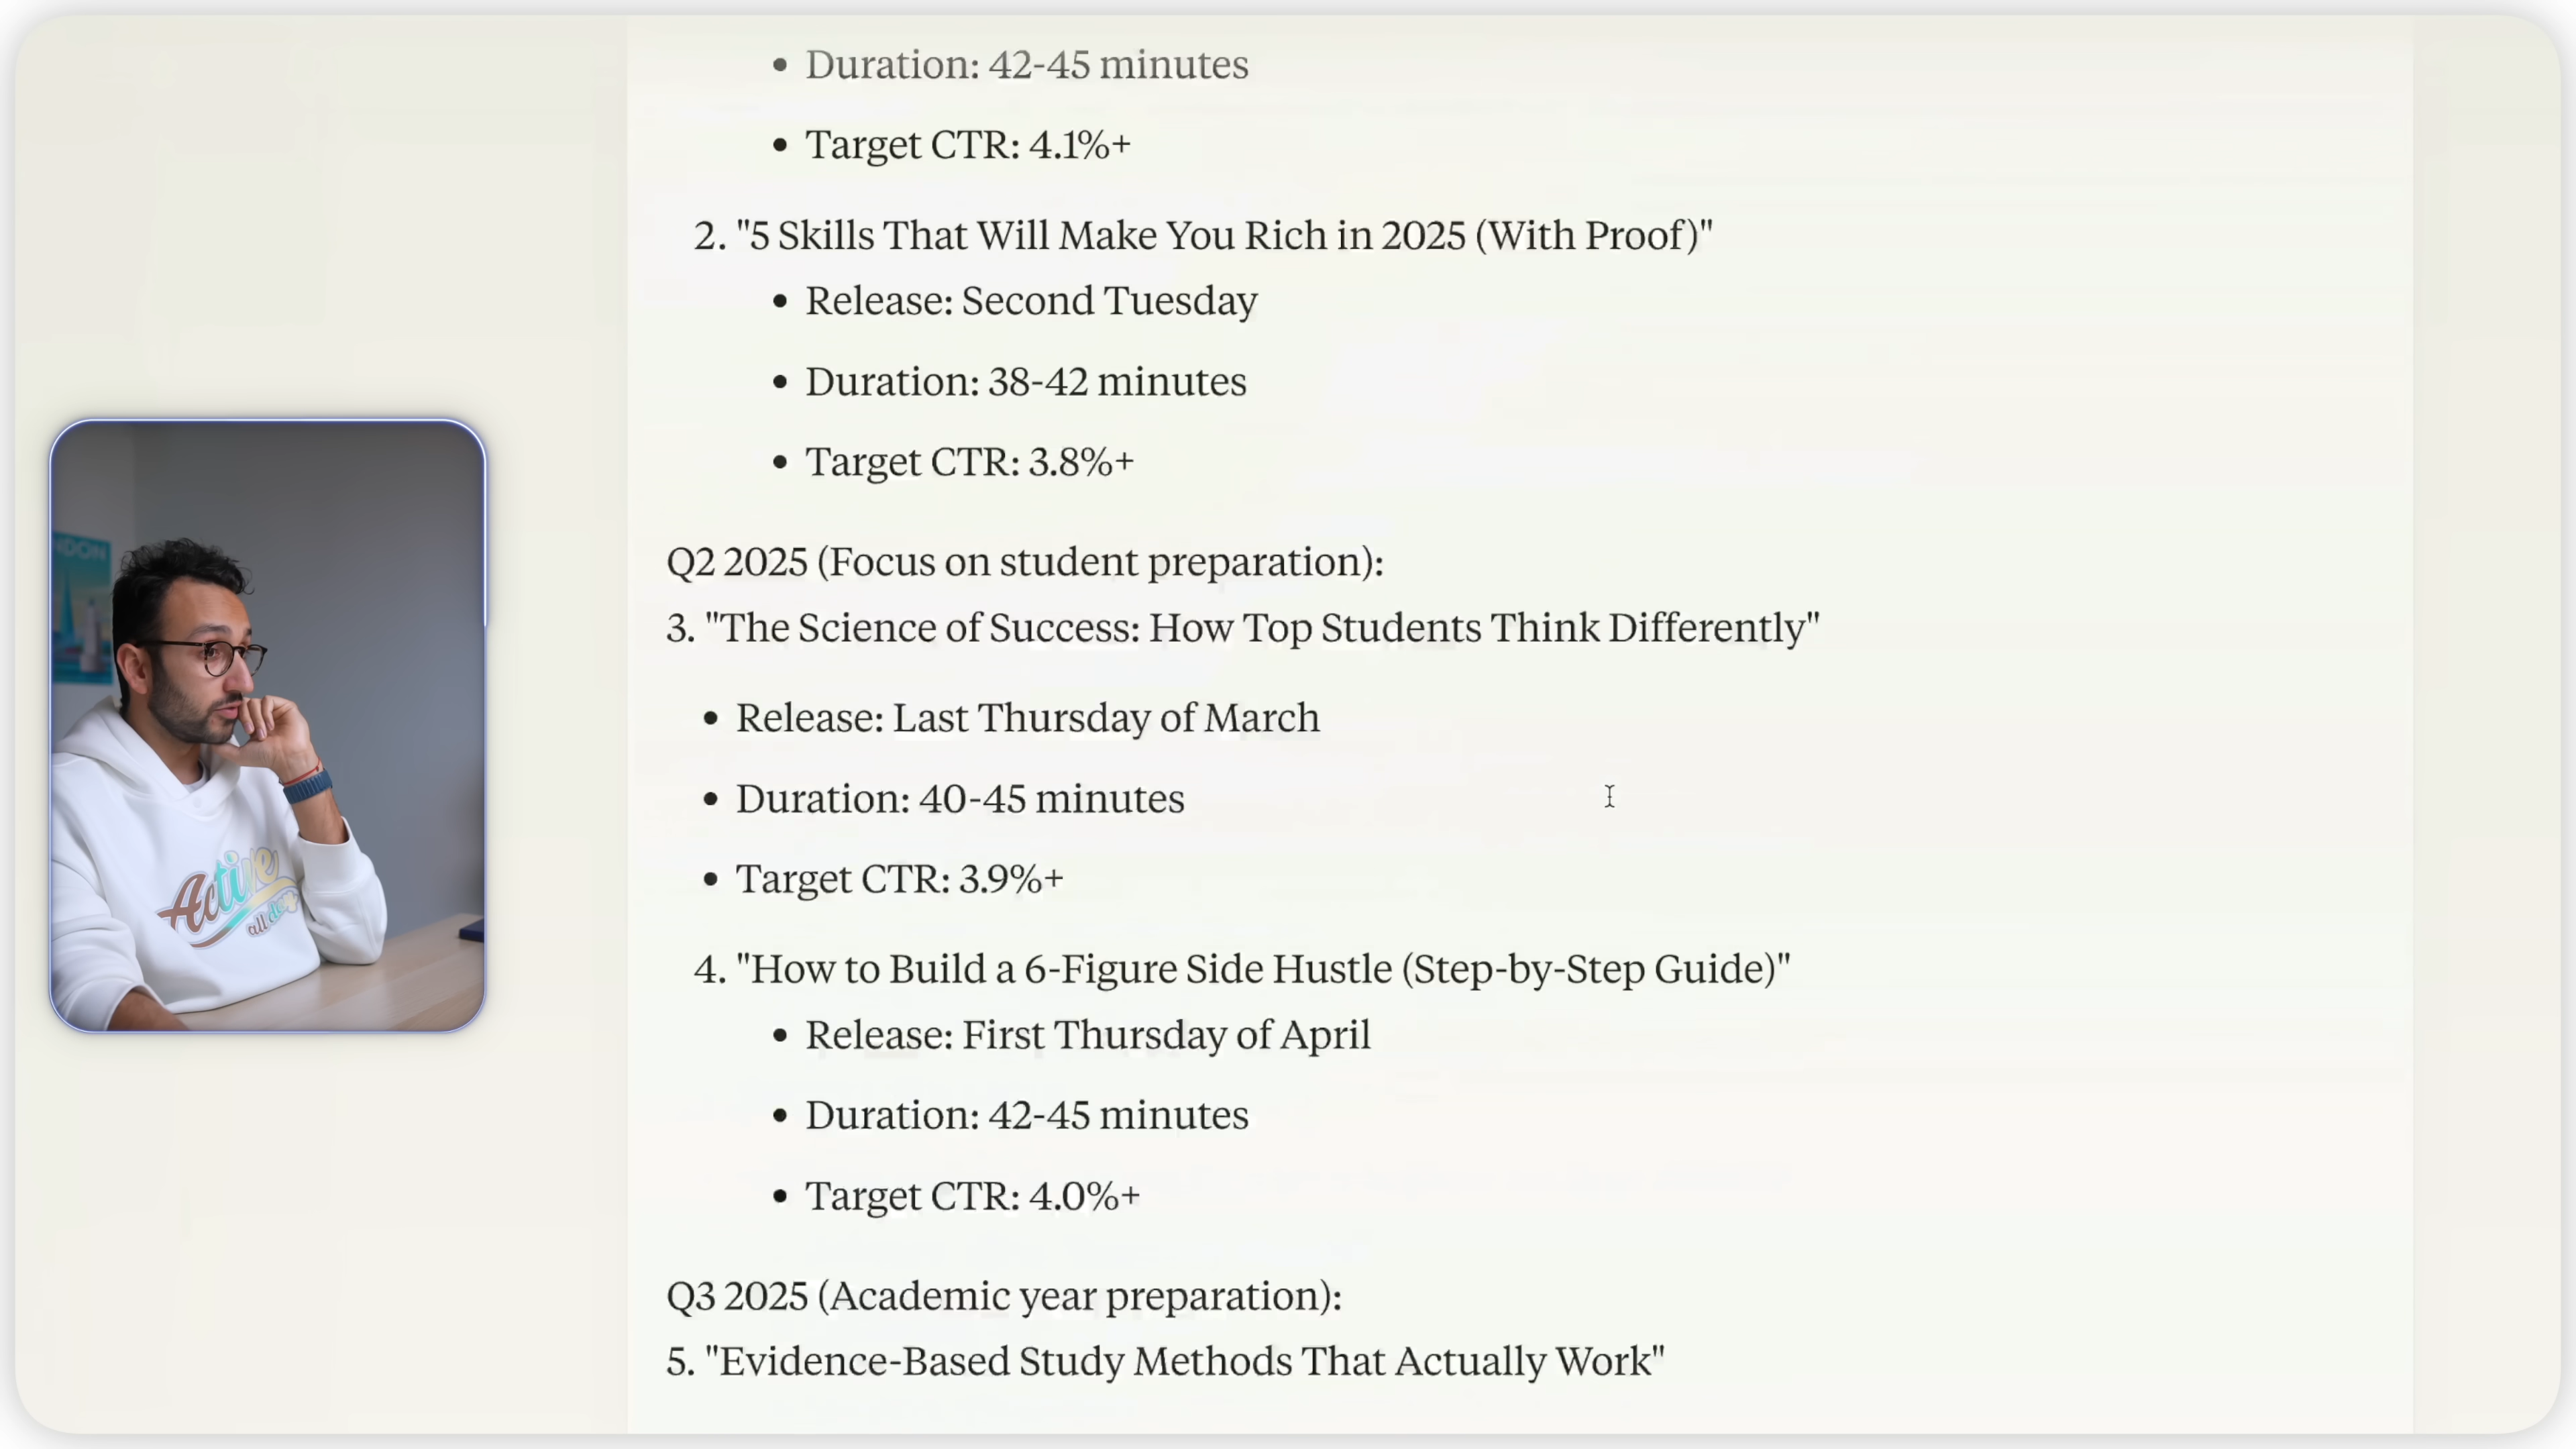 • Duration: 42-45 minutes
• Target CTR: 4.1%+
2. "5 Skills That Will Make You Rich in 2025 (With Proof)"
• Release: Second Tuesday
• Duration: 38-42 minutes
• Target CTR: 3.8%+
Q2 2025 (Focus on student preparation):
3. "The Science of Success: How Top Students Think Differently"
• Release: Last Thursday of March
• Duration: 40-45 minutes
• Target CTR: 3.9%+
4. "How to Build a 6-Figure Side Hustle (Step-by-Step Guide)"
• Release: First Thursday of April
• Duration: 42-45 minutes
• Target CTR: 4.0%+
Q3 2025 (Academic year preparation):
5. "Evidence-Based Study Methods That Actually Work"
NDON
Active
all day